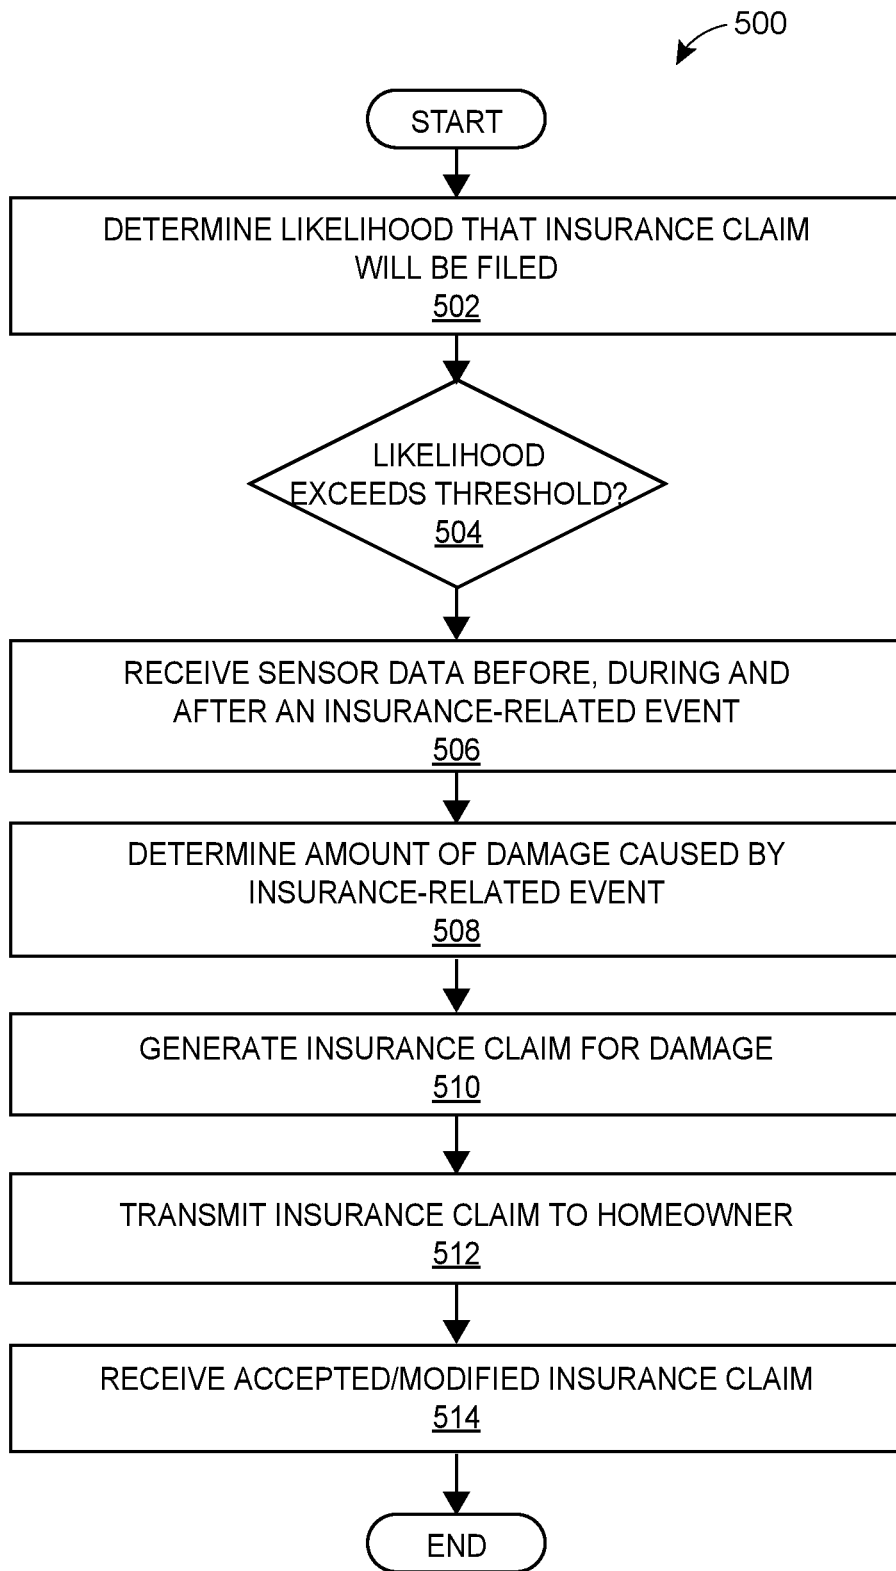 500
START
DETERMINE LIKELIHOOD THAT INSURANCE CLAIM
WILL BE FILED
502
LIKELIHOOD
EXCEEDS THRESHOLD?
504
RECEIVE SENSOR DATA BEFORE, DURING AND
AFTER AN INSURANCE-RELATED EVENT
506
DETERMINE AMOUNT OF DAMAGE CAUSED BY
INSURANCE-RELATED EVENT
508
GENERATE INSURANCE CLAIM FOR DAMAGE
510
TRANSMIT INSURANCE CLAIM TO HOMEOWNER
512
RECEIVE ACCEPTED/MODIFIED INSURANCE CLAIM
514
END